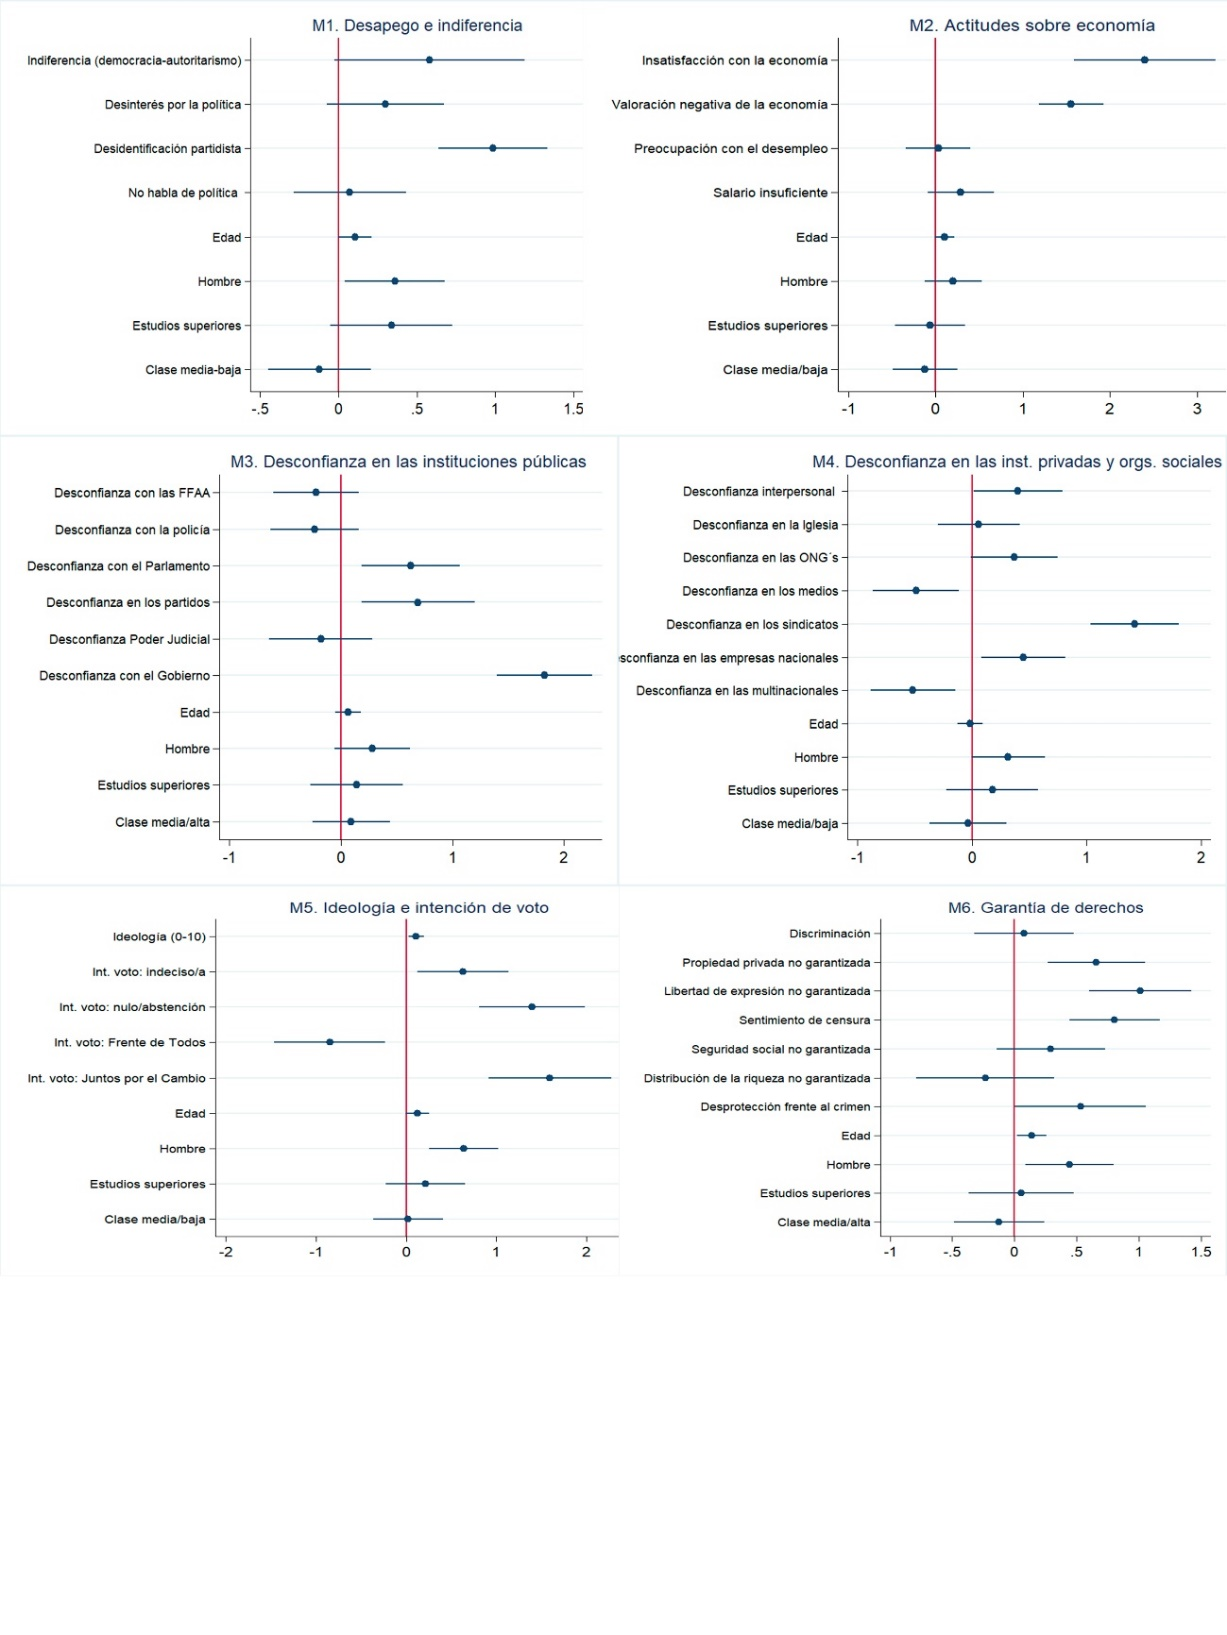 M1. Desapego e indiferencia
Indiferencia (democracia-autoritarismo)
Desinterés por la política
Desidentificación partidista
No habla de política
Edad
Hombre
Estudios superiores
Clase media-baja
-.5 0 .5 1 1.5
M2. Actitudes sobre economía
Insatisfacción con la economía
Valoración negativa de la economía
Preocupación con el desempleo
Salario insuficiente
Edad
Hombre
Estudios superiores
Clase media/baja
-1 0 1 2 3
M3. Desconfianza en las instituciones públicas
Desconfianza con las FFAA
Desconfianza con la policía
Desconfianza con el Parlamento
Desconfianza en los partidos
Desconfianza Poder Judicial
Desconfianza con el Gobierno
Edad
Hombre
Estudios superiores
Clase media/alta
-1 0 1 2
M4. Desconfianza en las inst. privadas y orgs. sociales
Desconfianza interpersonal
Desconfianza en la Iglesia
Desconfianza en las ONG´s
Desconfianza en los medios
Desconfianza en los sindicatos
esconfianza en las empresas nacionales
Desconfianza en las multinacionales
Edad
Hombre
Estudios superiores
Clase media/baja
-1 0 1 2
M5. Ideología e intención de voto
Ideología (0-10)
Int. voto: indeciso/a
Int. voto: nulo/abstención
Int. voto: Frente de Todos
Int. voto: Juntos por el Cambio
Edad
Hombre
Estudios superiores
Clase media/baja
-2 -1 0 1 2
M6. Garantía de derechos
Discriminación
Propiedad privada no garantizada
Libertad de expresión no garantizada
Sentimiento de censura
Seguridad social no garantizada
Distribución de la riqueza no garantizada
Desprotección frente al crimen
Edad
Hombre
Estudios superiores
Clase media/alta
-1 -.5 0 .5 1 1.5